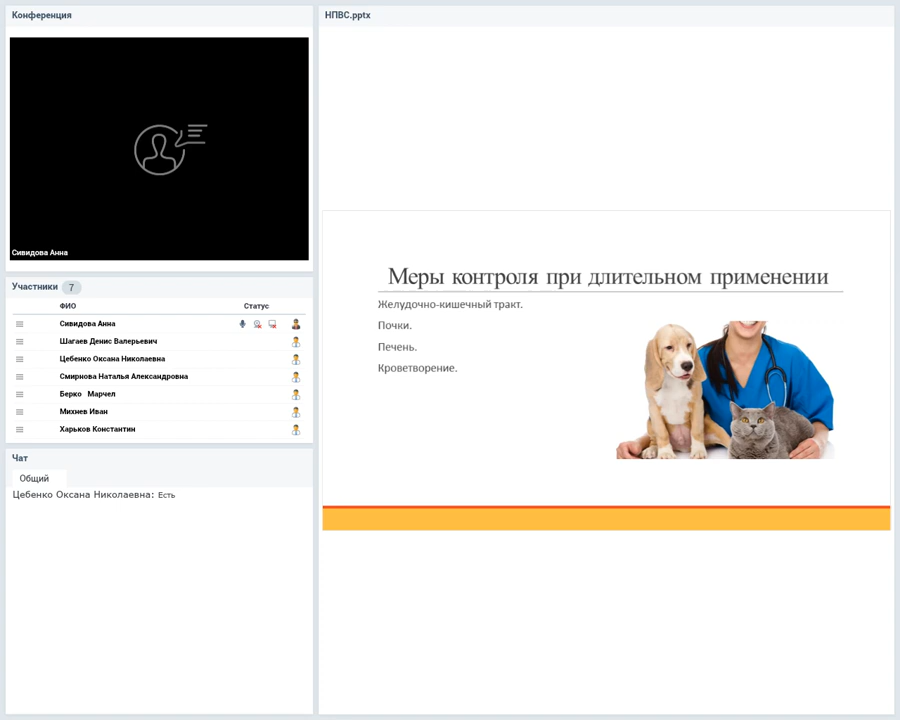 Конференция
Сивидова Анна
Участники 7
ФИО Статус
Сивидова Анна
Шагаев Денис Валерьевич
Цебенко Оксана Николаевна
Смирнова Наталья Александровна
Берко Марчел
Михнев Иван
Харьков Константин
Чат
Общий
Цебенко Оксана Николаевна: Есть
НПВС.pptx
Меры контроля при длительном применении
Желудочно-кишечный тракт.
Почки.
Печень.
Кроветворение.